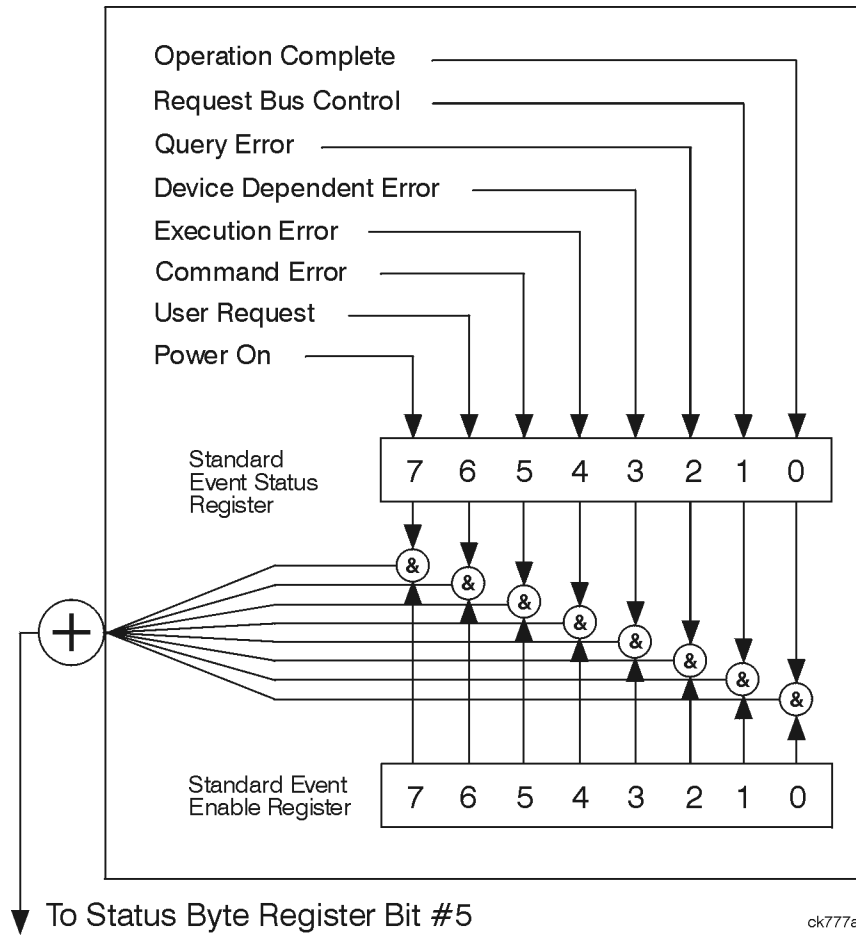 Operation Complete
Request Bus Control
Query Error
Device Dependent Error
Execution Error
Command Error
User Request
Power On
Standard
Event Status
Register
7 6 5 4 3 2 1 0
&
&
&
&
&
&
&
&
+
Standard Event
Enable Register
7 6 5 4 3 2 1 0
To Status Byte Register Bit #5
ck777a